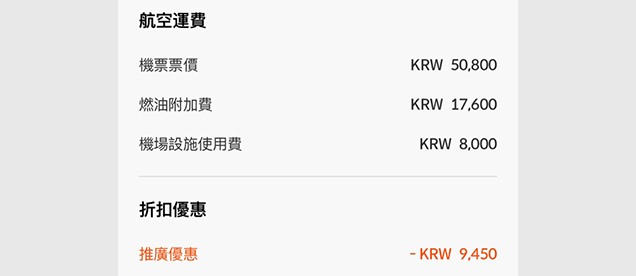 航空運費
機票票價 KRW 50,800
燃油附加費 KRW 17,600
機場設施使用費 KRW 8,000
折扣優惠
推廣優惠 - KRW 9,450